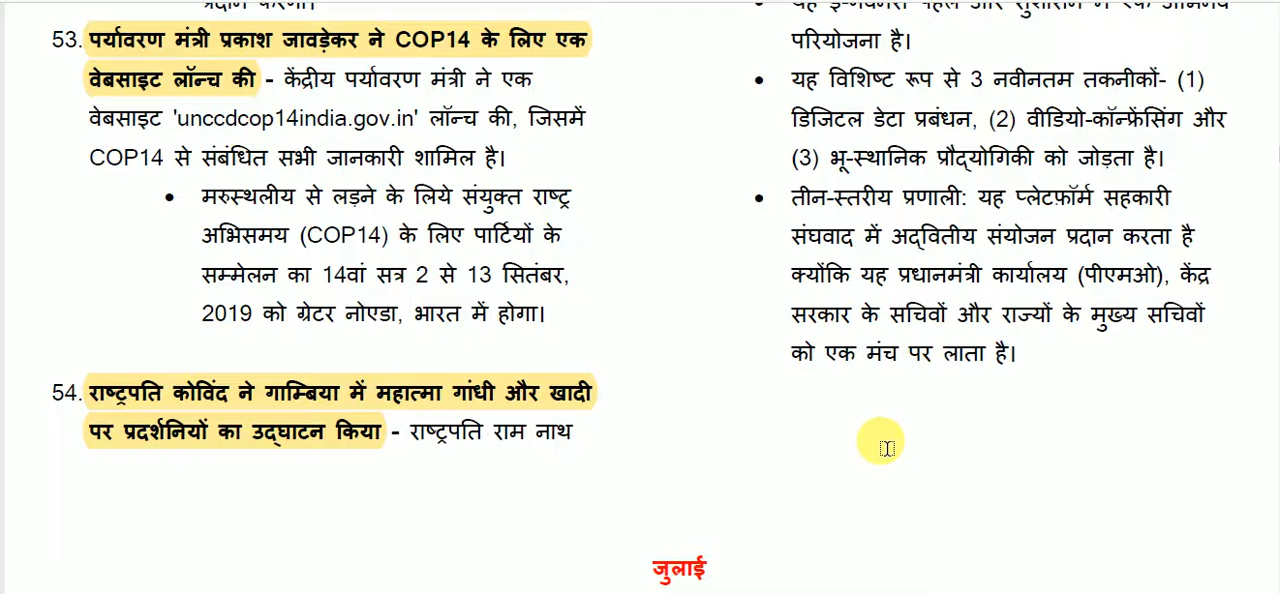 53. पर्यावरण मंत्री प्रकाश जावड़ेकर ने COP14 के लिए एक
वेबसाइट लॉन्च की - केंद्रीय पर्यावरण मंत्री ने एक
वेबसाइट 'unccdcop14india.gov.in' लॉन्च की, जिसमें
COP14 से संबंधित सभी जानकारी शामिल है।
• मरुस्थलीय से लड़ने के लिये संयुक्त राष्ट्र
अभिसमय (COP14) के लिए पार्टियों के
सम्मेलन का 14वां सत्र 2 से 13 सितंबर,
2019 को ग्रेटर नोएडा, भारत में होगा।
54. राष्ट्रपति कोविंद ने गाम्बिया में महात्मा गांधी और खादी
पर प्रदर्शनियों का उद्घाटन किया - राष्ट्रपति राम नाथ
परियोजना है।
• यह विशिष्ट रूप से 3 नवीनतम तकनीकों- (1)
डिजिटल डेटा प्रबंधन, (2) वीडियो-कॉन्फ्रेंसिंग और
(3) भू-स्थानिक प्रौद्योगिकी को जोड़ता है।
• तीन-स्तरीय प्रणाली: यह प्लेटफ़ॉर्म सहकारी
संघवाद में अद्वितीय संयोजन प्रदान करता है
क्योंकि यह प्रधानमंत्री कार्यालय (पीएमओ), केंद्र
सरकार के सचिवों और राज्यों के मुख्य सचिवों
को एक मंच पर लाता है।
जुलाई